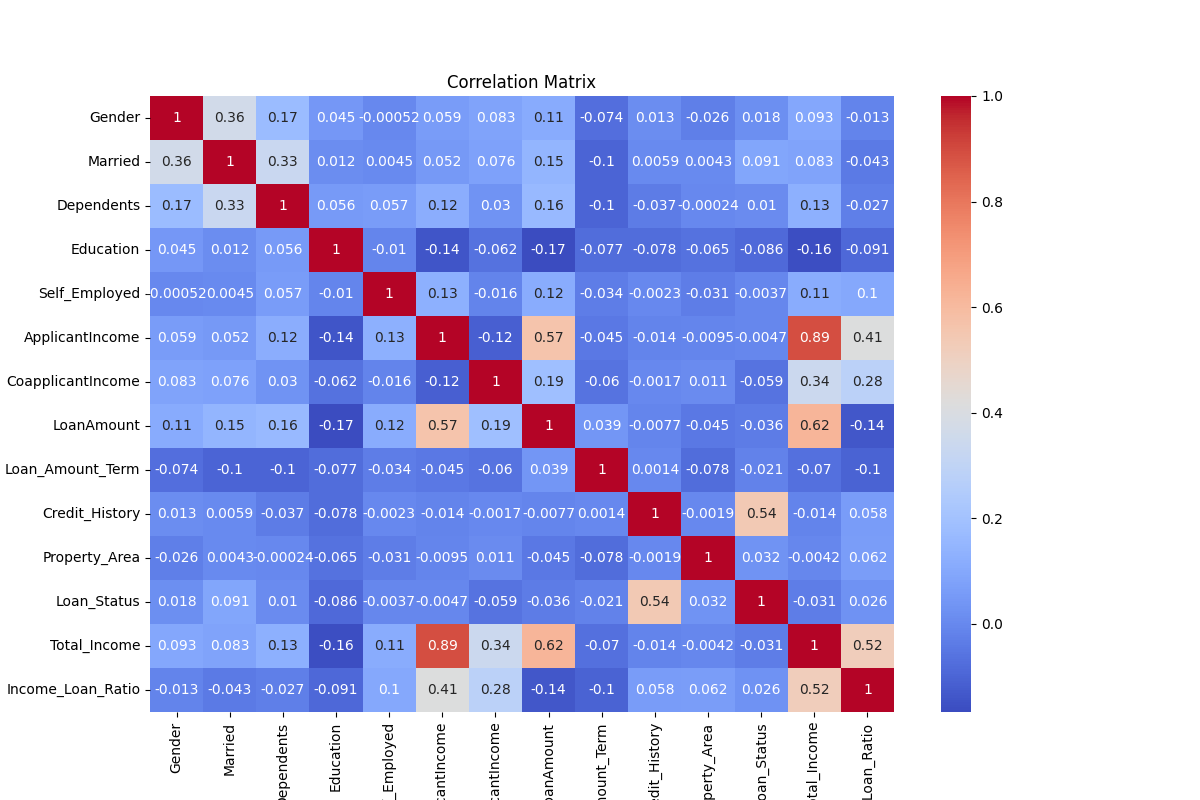 Correlation Matrix
Gender 1 0.36 0.17 0.045 -0.00052 0.059 0.083 0.11 -0.074 0.013 -0.026 0.018 0.093 -0.013
Married 0.36 1 0.33 0.012 0.0045 0.052 0.076 0.15 -0.1 0.0059 0.0043 0.091 0.083 -0.043
Dependents 0.17 0.33 1 0.056 0.057 0.12 0.03 0.16 -0.1 -0.037 -0.00024 0.01 0.13 -0.027
Education 0.045 0.012 0.056 1 -0.01 -0.14 -0.062 -0.17 -0.077 -0.078 -0.065 -0.086 -0.16 -0.091
Self_Employed 0.00052 0.0045 0.057 -0.01 1 0.13 -0.016 0.12 -0.034 -0.0023 -0.031 -0.0037 0.11 0.1
ApplicantIncome 0.059 0.052 0.12 -0.14 0.13 1 -0.12 0.57 -0.045 -0.014 -0.0095 -0.0047 0.89 0.41
CoapplicantIncome 0.083 0.076 0.03 -0.062 -0.016 -0.12 1 0.19 -0.06 -0.0017 0.011 -0.059 0.34 0.28
LoanAmount 0.11 0.15 0.16 -0.17 0.12 0.57 0.19 1 0.039 -0.0077 -0.045 -0.036 0.62 -0.14
Loan_Amount_Term -0.074 -0.1 -0.1 -0.077 -0.034 -0.045 -0.06 0.039 1 0.0014 -0.078 -0.021 -0.07 -0.1
Credit_History 0.013 0.0059 -0.037 -0.078 -0.0023 -0.014 -0.0017 -0.0077 0.0014 1 -0.0019 0.54 -0.014 0.058
Property_Area -0.026 0.0043 -0.00024 -0.065 -0.031 -0.0095 0.011 -0.045 -0.078 -0.0019 1 0.032 -0.0042 0.062
Loan_Status 0.018 0.091 0.01 -0.086 -0.0037 -0.0047 -0.059 -0.036 -0.021 0.54 0.032 1 -0.031 0.026
Total_Income 0.093 0.083 0.13 -0.16 0.11 0.89 0.34 0.62 -0.07 -0.014 -0.0042 -0.031 1 0.52
Income_Loan_Ratio -0.013 -0.043 -0.027 -0.091 0.1 0.41 0.28 -0.14 -0.1 0.058 0.062 0.026 0.52 1
Gender
Married
Dependents
Education
_Employed
cantIncome
cantIncome
oanAmount
mount_Term
edit_History
perty_Area
oan_Status
otal_Income
Loan_Ratio
1.0
0.8
0.6
0.4
0.2
0.0